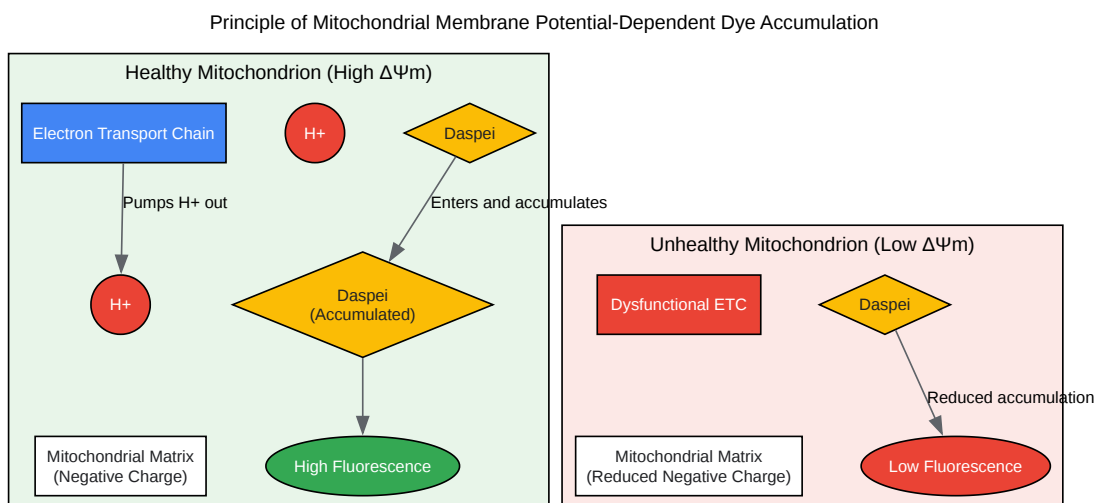 Principle of Mitochondrial Membrane Potential-Dependent Dye Accumulation
Healthy Mitochondrion (High ΔΨm)
Electron Transport Chain
H+
Daspei
Pumps H+ out
Enters and accumulates
H+
Daspei
(Accumulated)
Mitochondrial Matrix
(Negative Charge)
High Fluorescence
Unhealthy Mitochondrion (Low ΔΨm)
Dysfunctional ETC
Daspei
Reduced accumulation
Mitochondrial Matrix
(Reduced Negative Charge)
Low Fluorescence